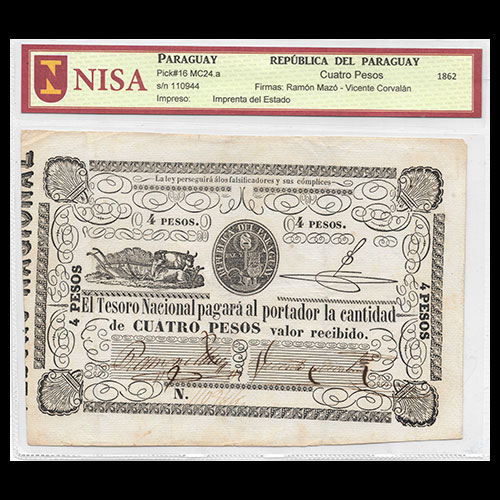 NISA
PARAGUAY
Pick#16 MC24.a
s/n 110944
Impreso: Imprenta del Estado
REPÚBLICA DEL PARAGUAY
Cuatro Pesos
1862
Firmas: Ramón Mazó - Vicente Corvalán
La ley perseguirá álos falsificadores y sus cómplices
4 PESOS.
4 PESOS.
REPUBLICA DEL PARAGUAY
4 PESOS
4 PESOS
El Tesoro Nacional pagará al portador la cantidad
de CUATRO PESOS valor recibido.
N.